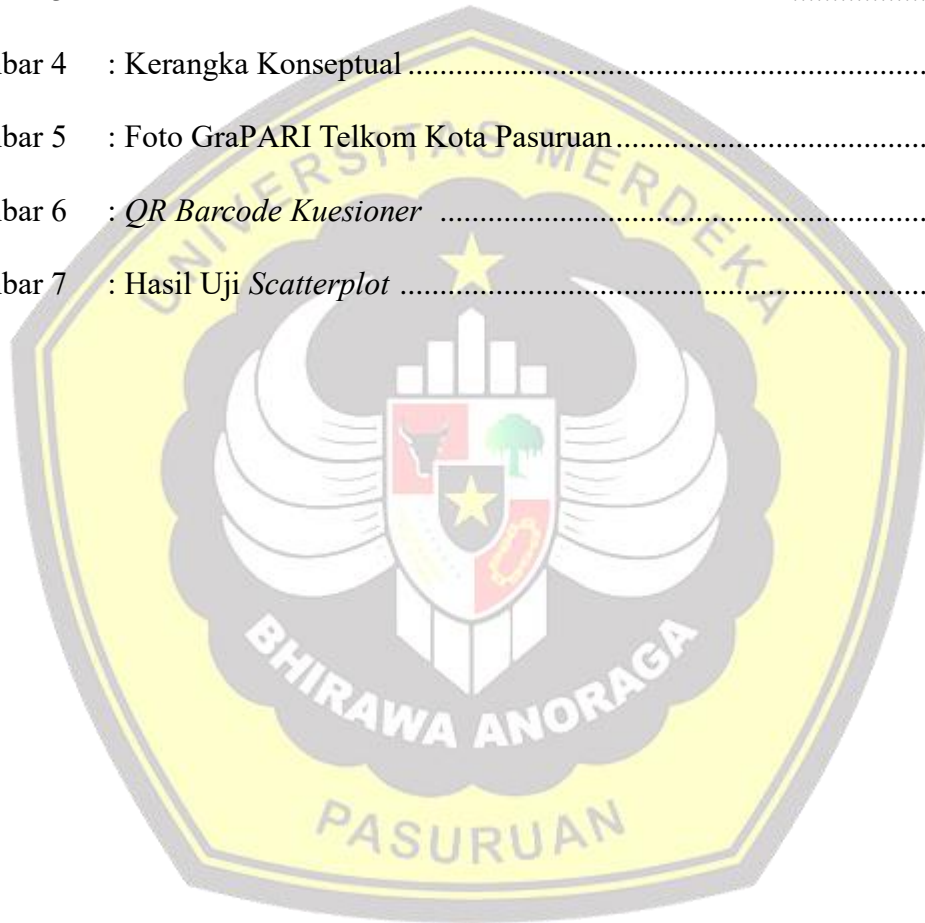 bar 4 : Kerangka Konseptual ..........................................................................
bar 5 : Foto GraPARI Telkom Kota Pasuruan .......................................
bar 6 : QR Barcode Kuesioner ..............................................................
bar 7 : Hasil Uji Scatterplot ...................................................................
UNIVERSITAS MERDEKA
BHIRAWA ANORAGA
PASURUAN